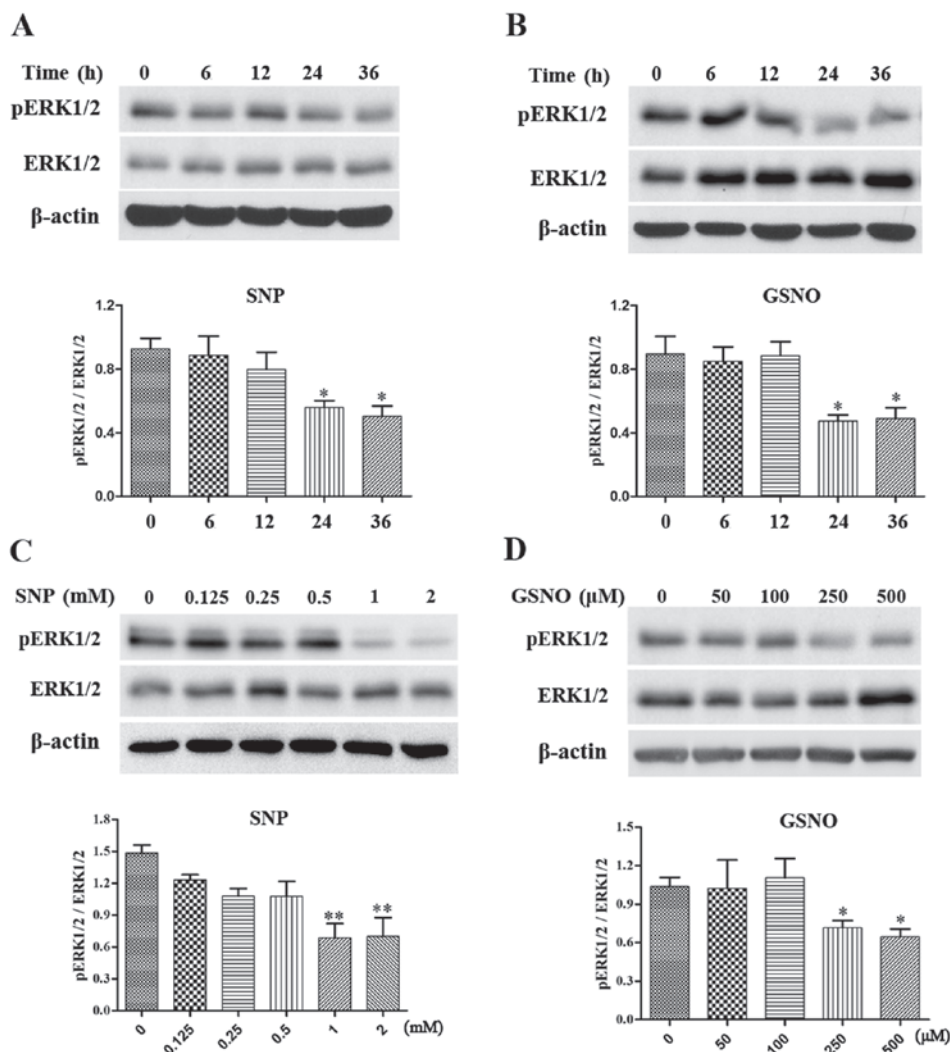 A
Time (h) 0 6 12 24 36
pERK1/2
ERK1/2
β-actin
SNP
pERK1/2 / ERK1/2
1.2
0.8
0.4
0.0
0 6 12 24 36
B
Time (h) 0 6 12 24 36
pERK1/2
ERK1/2
β-actin
GSNO
pERK1/2 / ERK1/2
1.2
0.8
0.4
0.0
* *
0 6 12 24 36
C
SNP (mM) 0 0.125 0.25 0.5 1 2
pERK1/2
ERK1/2
β-actin
SNP
pERK1/2 / ERK1/2
1.8
1.5
1.2
0.9
0.6
0.3
0.0
** **
0 0.125 0.25 0.5 1 2 (mM)
D
GSNO (μM) 0 50 100 250 500
pERK1/2
ERK1/2
β-actin
GSNO
pERK1/2 / ERK1/2
1.5
1.2
0.9
0.6
0.3
0.0
* *
0 50 100 250 500 (μM)